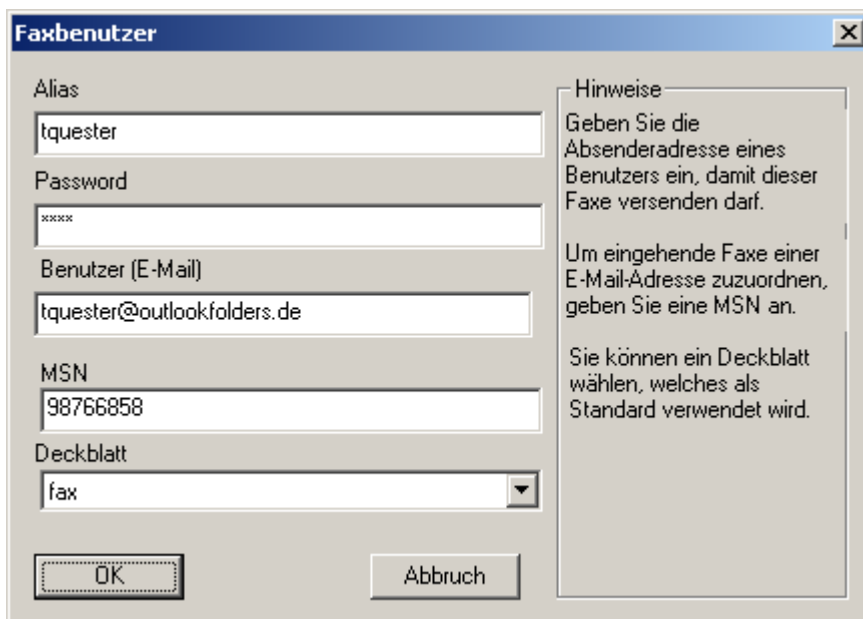 Faxbenutzer
Alias
tquester
Password
xxxx
Benutzer (E-Mail)
tquester@outlookfolders.de
MSN
98766858
Deckblatt
fax
OK
Abbruch
Hinweise
Geben Sie die
Absenderadresse eines
Benutzers ein, damit dieser
Faxe versenden darf.
Um eingehende Faxe einer
E-Mail-Adresse zuzuordnen,
geben Sie eine MSN an.
Sie können ein Deckblatt
wählen, welches als
Standard verwendet wird.